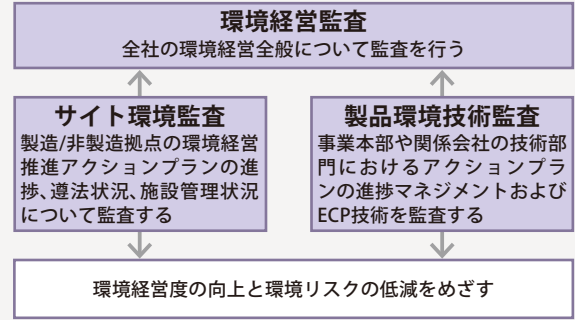 環境経営監査
全社の環境経営全般について監査を行う
サイト環境監査
製造/非製造拠点の環境経営
推進アクションプランの進
捗、遵法状況、施設管理状況
について監査する
製品環境技術監査
事業本部や関係会社の技術部
門におけるアクションプラ
ンの進捗マネジメントおよび
ECP技術を監査する
環境経営度の向上と環境リスクの低減をめざす